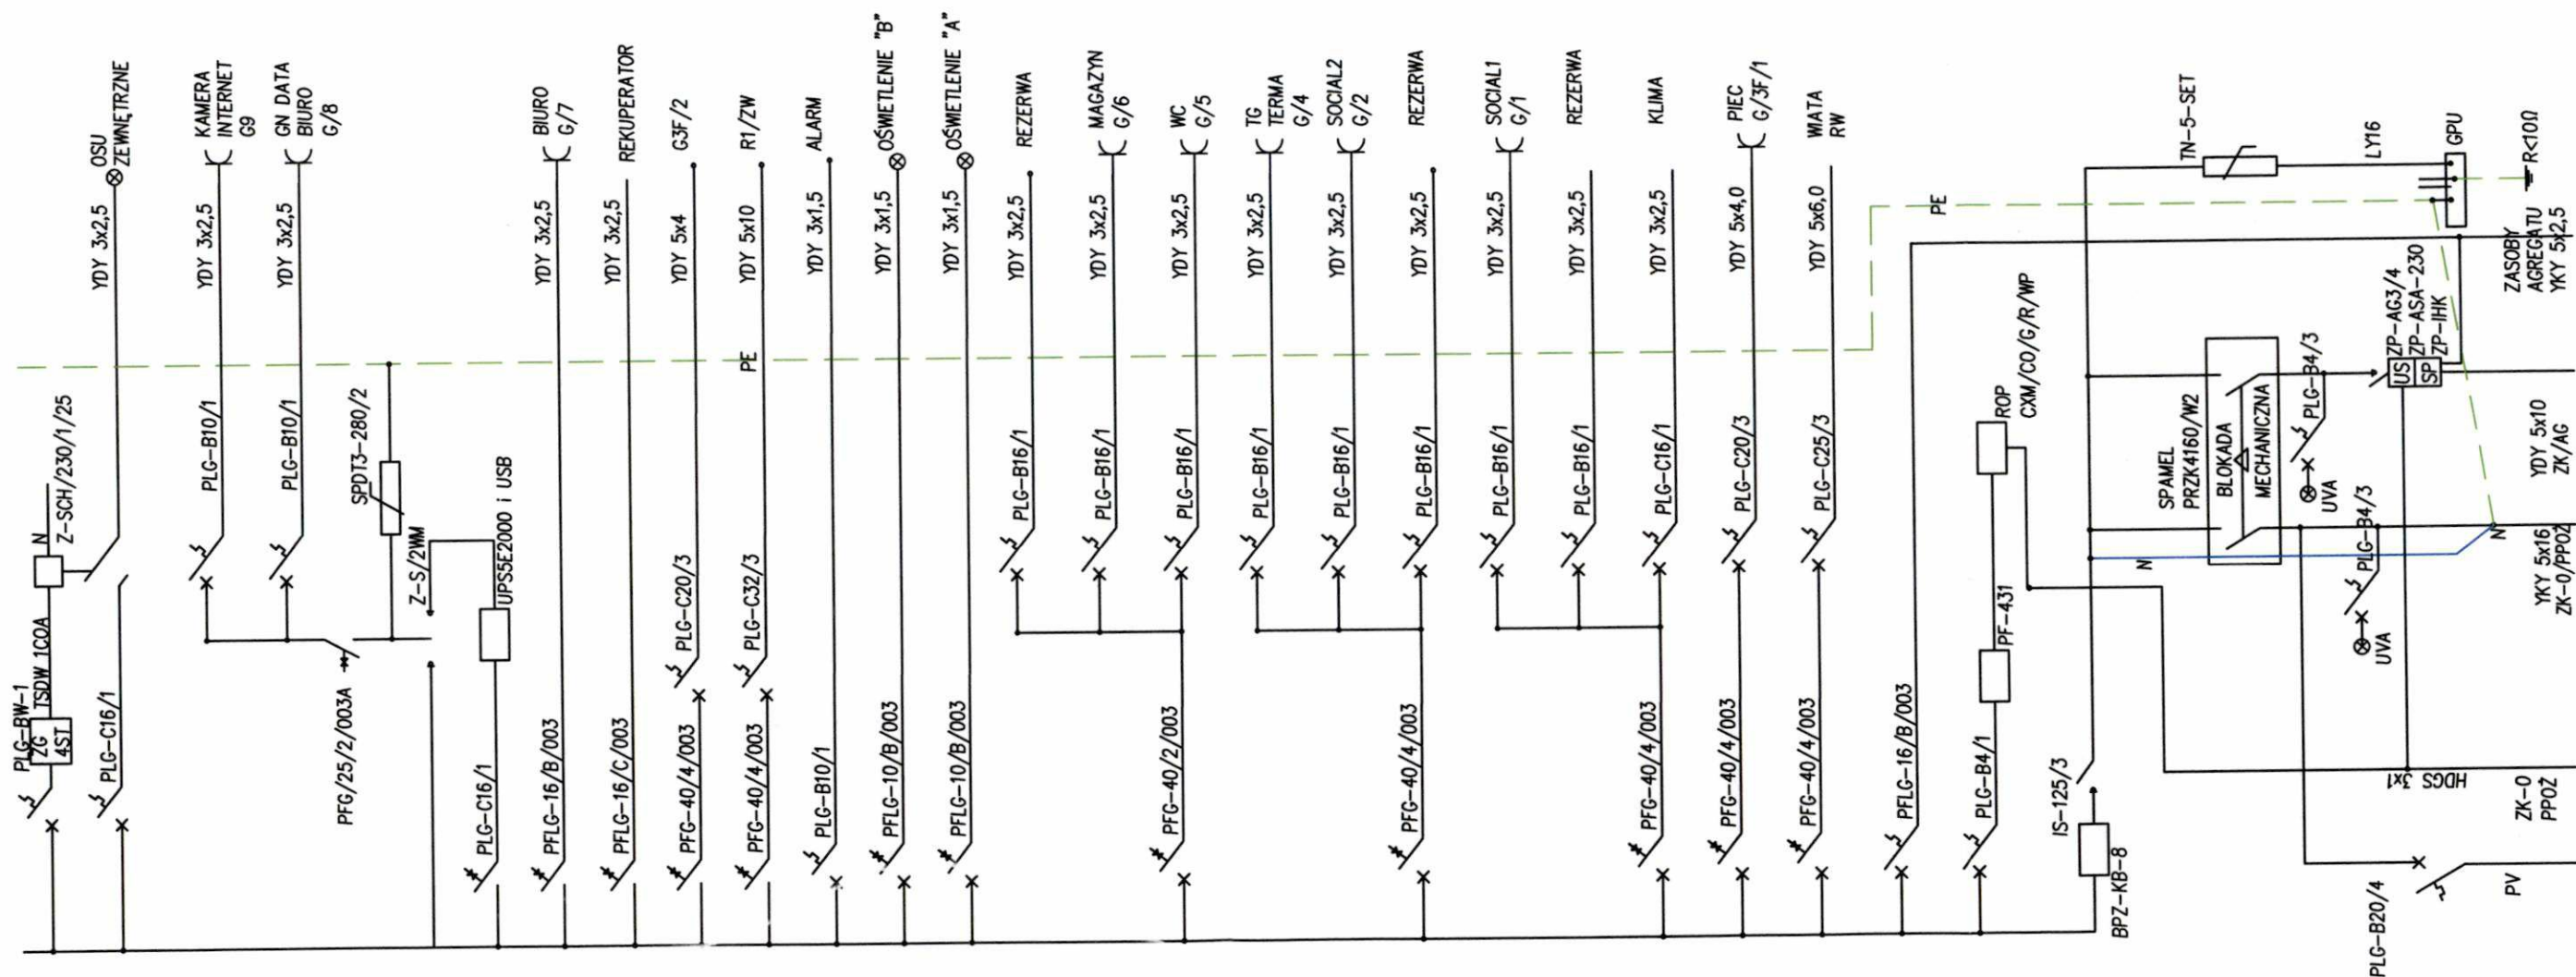 PLG-BW-1
ZG
4ST
TSDW 1COA
N
Z-SCH/230/1/25
PLG-C16/1
YDY 3x2,5
OSU
ZEWNĘTRZNE
PLG-B10/1
YDY 3x2,5
KAMERA
INTERNET
G9
PLG-B10/1
YDY 3x2,5
GN DATA
BIURO
G/8
PFG/25/2/003A
SPDT3-280/2
Z-S/2WM
PLG-C16/1
UPS5E2000 i USB
PFLG-16/B/003
YDY 3x2,5
BIURO
G/7
PFLG-16/C/003
YDY 3x2,5
REKUPERATOR
PFG-40/4/003
PLG-C20/3
YDY 5x4
G3F/2
PFG-40/4/003
PLG-C32/3
PE
YDY 5x10
R1/ZW
PLG-B10/1
YDY 3x1,5
ALARM
PFLG-10/B/003
YDY 3x1,5
OŚWIETLENIE "B"
PFLG-10/B/003
YDY 3x1,5
OŚWIETLENIE "A"
PLG-B16/1
YDY 3x2,5
REZERWA
PLG-B16/1
YDY 3x2,5
MAGAZYN
G/6
PFG-40/2/003
PLG-B16/1
YDY 3x2,5
WC
G/5
PLG-B16/1
YDY 3x2,5
TG
TERMA
G/4
PLG-B16/1
YDY 3x2,5
SOCIAL2
G/2
PFG-40/4/003
PLG-B16/1
YDY 3x2,5
REZERWA
PLG-B16/1
YDY 3x2,5
SOCIAL1
G/1
PLG-B16/1
YDY 3x2,5
REZERWA
PFG-40/4/003
PLG-C16/1
YDY 3x2,5
KLIMA
PFG-40/4/003
PLG-C20/3
YDY 5x4,0
PIEC
G/3F/1
PFG-40/4/003
PLG-C25/3
YDY 5x6,0
WIATA
RW
PFLG-16/B/003
PE
PLG-B4/1
PF-431
ROP
CXM/CO/G/R/WP
IS-125/3
BPZ-KB-8
N
SPAMEL
PRZK4160/W2
BLOKADA
MECHANICZNA
TN-5-SET
LY16
GPU
R<10Ω
PLG-B4/3
UVA
PLG-B4/3
UVA
US
SP
ZP-AG3/4
ZP-ASA-230
ZP-IHK
HDGS 3x1
PLG-B20/4
PV
ZK-O
PPOŻ
N
YKY 5x16
ZK-O/PPOŻ
YDY 5x10
ZK/AG
ZASOBY
AGREGATU
YKY 5x2,5